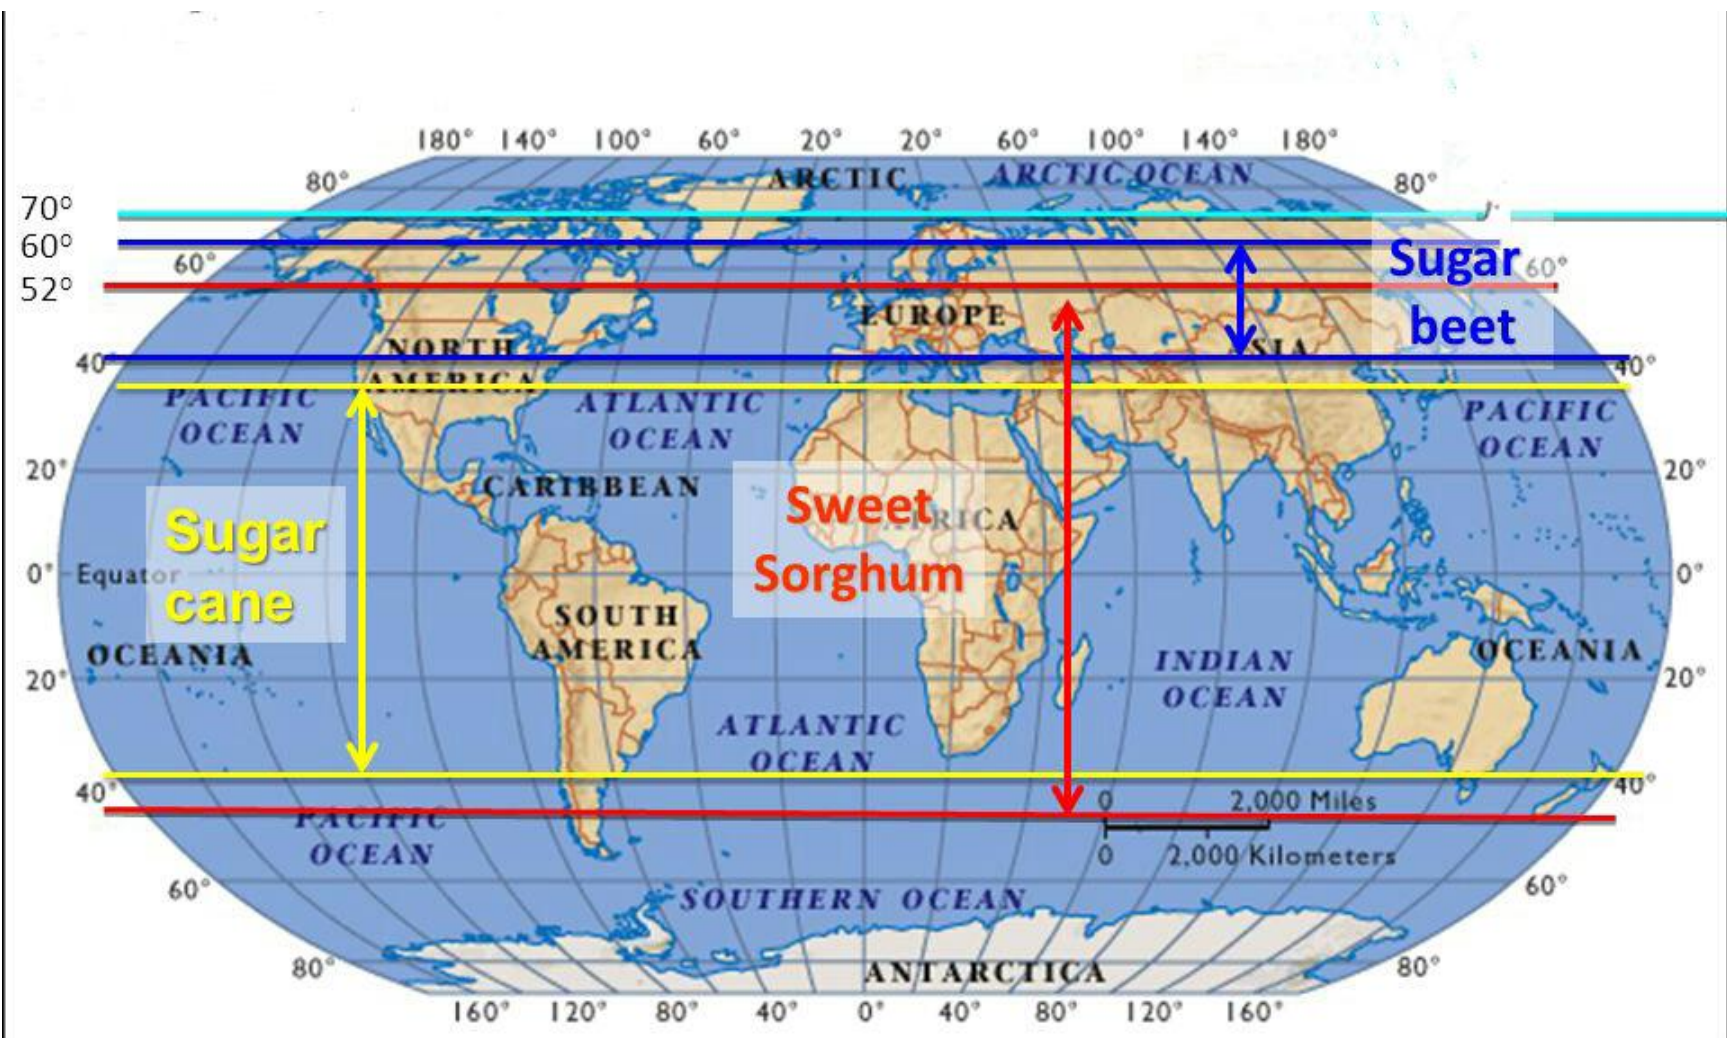 180° 140° 100° 60° 20° 20° 60° 100° 140° 180°
ARCTIC
ARCTIC OCEAN
80°
80°
70°
60°
60°
52°
60°
Sugar
beet
EUROPE
NORTH
AMERICA
SIA
40°
40°
PACIFIC
OCEAN
ATLANTIC
OCEAN
PACIFIC
OCEAN
20°
20°
CARIBBEAN
Sugar
cane
Sweet
Sorghum
RICA
0°
Equator
0°
SOUTH
AMERICA
OCEANIA
OCEANIA
INDIAN
OCEAN
20°
20°
ATLANTIC
OCEAN
40°
40°
0 2,000 Miles
0 2,000 Kilometers
PACIFIC
OCEAN
60°
60°
SOUTHERN OCEAN
80°
80°
ANTARCTICA
160° 120° 80° 40° 0° 40° 80° 120° 160°